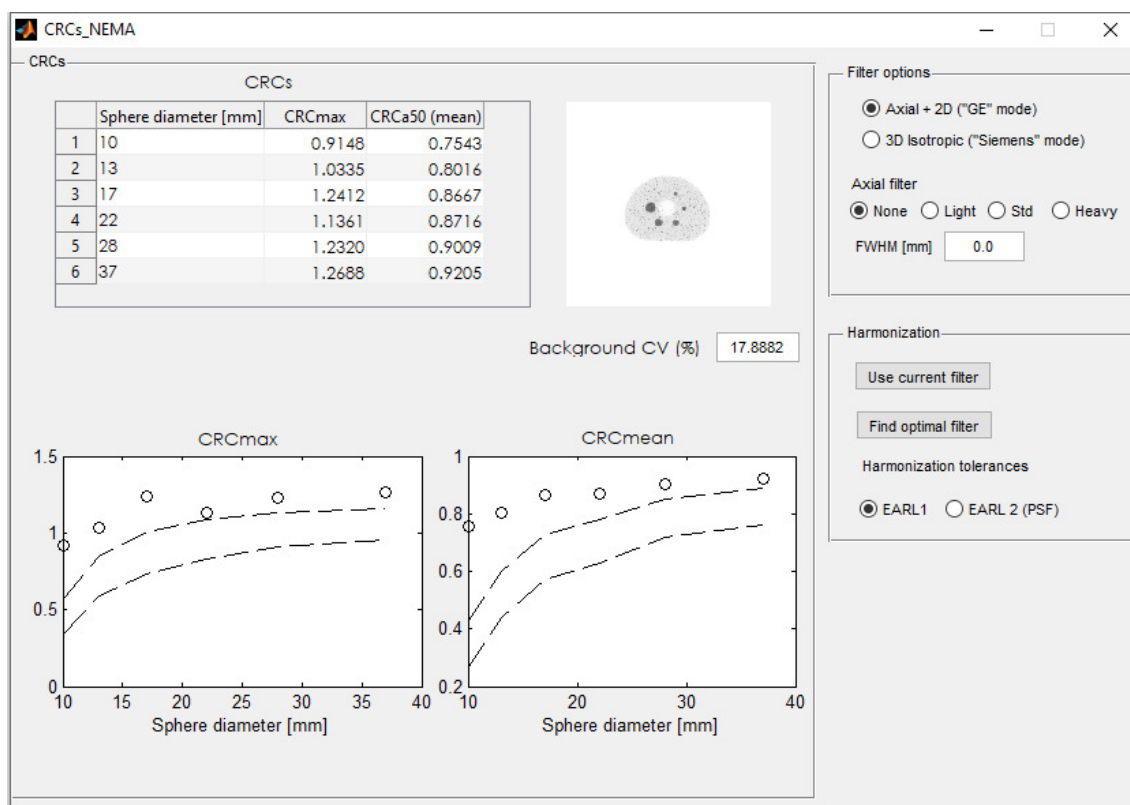 CRCs_NEMA
CRCs
CRCs
Sphere diameter [mm] CRCmax CRCa50 (mean)
1 10 0.9148 0.7543
2 13 1.0335 0.8016
3 17 1.2412 0.8667
4 22 1.1361 0.8716
5 28 1.2320 0.9009
6 37 1.2688 0.9205
Background CV (%) 17.8882
CRCmax
1.5
1
0.5
0
10 15 20 25 30 35 40
Sphere diameter [mm]
CRCmean
1
0.8
0.6
0.4
0.2
10 20 30 40
Sphere diameter [mm]
Filter options
Axial + 2D ("GE" mode)
3D Isotropic ("Siemens" mode)
Axial filter
None Light Std Heavy
FWHM [mm] 0.0
Harmonization
Use current filter
Find optimal filter
Harmonization tolerances
EARL1 EARL 2 (PSF)